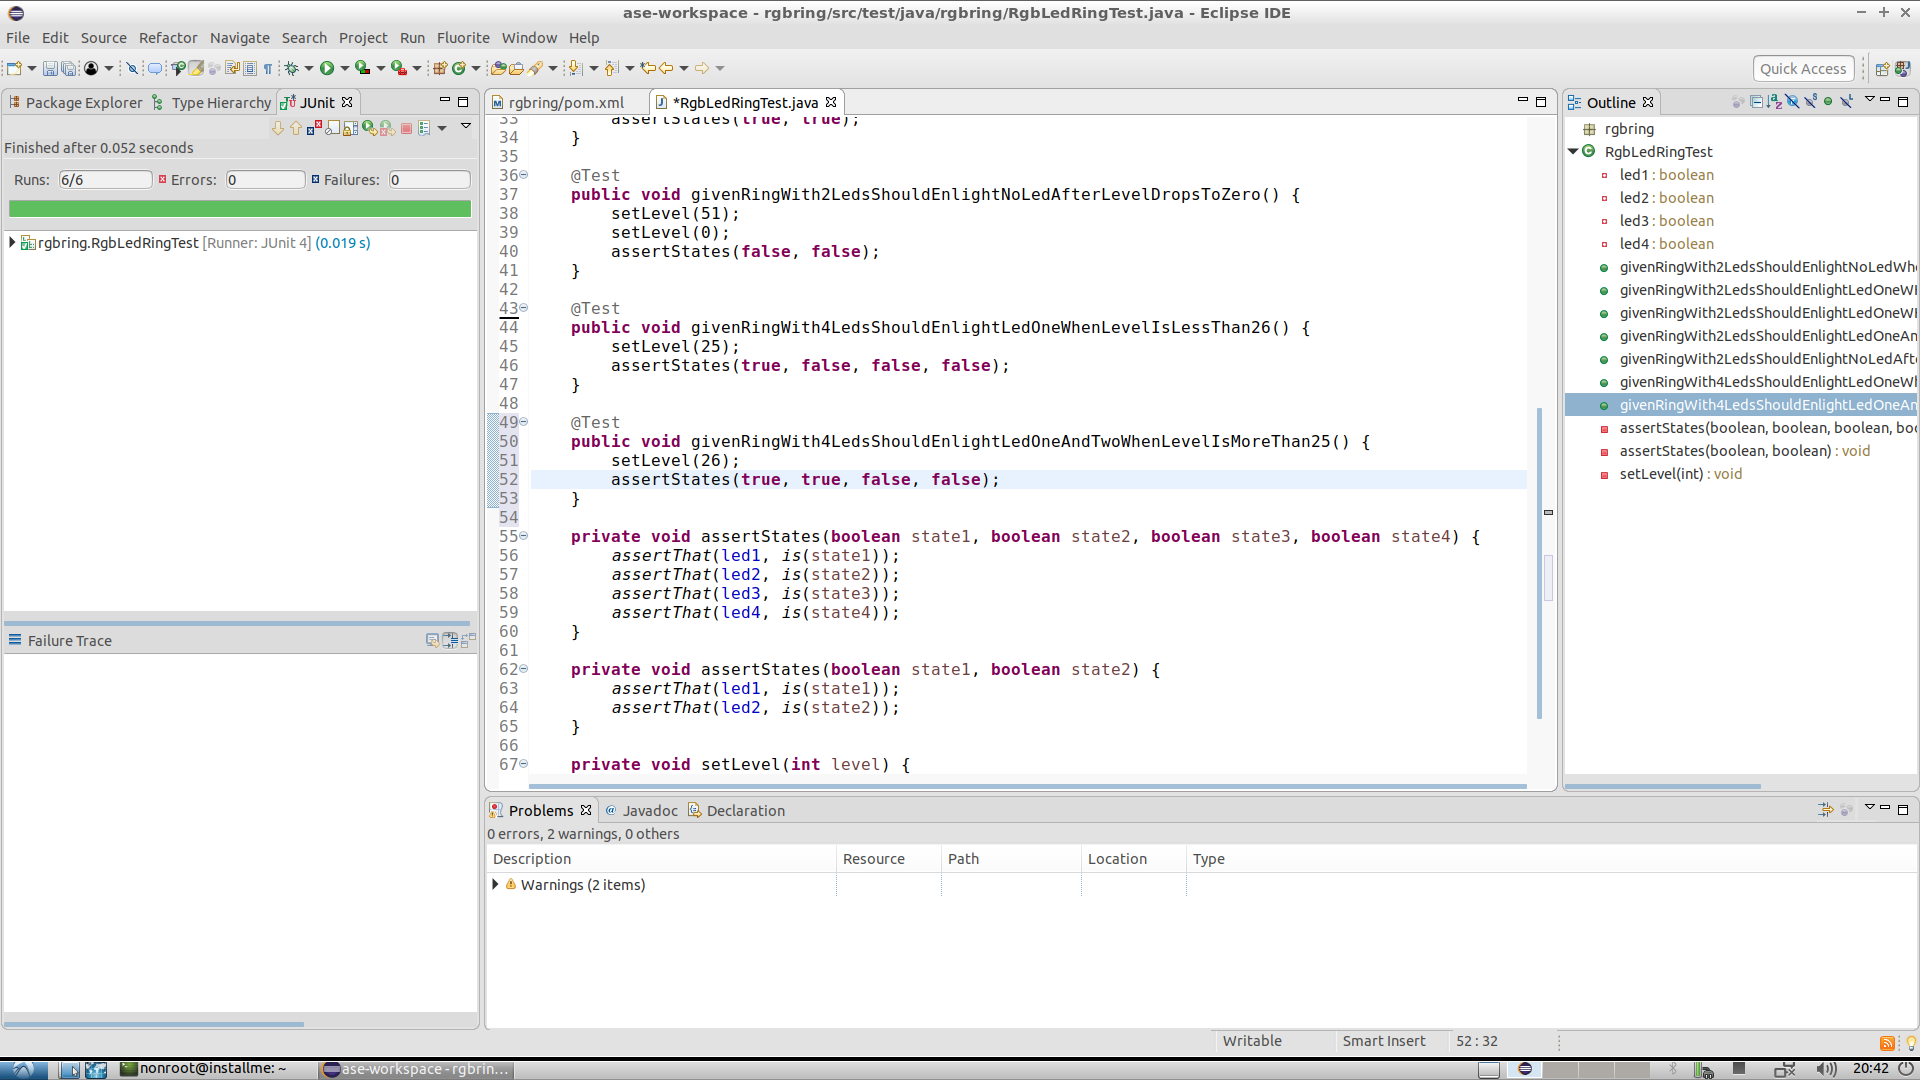 ase-workspace - rgbring/src/test/java/rgbring/RgbLedRingTest.java - Eclipse IDE
File Edit Source Refactor Navigate Search Project Run Fluorite Window Help
Quick Access
Package Explorer Type Hierarchy JUnit
Finished after 0.052 seconds
Runs: 6/6 Errors: 0 Failures: 0
rgbring.RgbLedRingTest [Runner: JUnit 4] (0.019 s)
Failure Trace
rgbring/pom.xml *RgbLedRingTest.java
33 assertStates(true, true);
34 }
35
36 @Test
37 public void givenRingWith2LedsShouldEnlightNoLedAfterLevelDropsToZero() {
38 setLevel(51);
39 setLevel(0);
40 assertStates(false, false);
41 }
42
43 @Test
44 public void givenRingWith4LedsShouldEnlightLedOneWhenLevelIsLessThan26() {
45 setLevel(25);
46 assertStates(true, false, false, false);
47 }
48
49 @Test
50 public void givenRingWith4LedsShouldEnlightLedOneAndTwoWhenLevelIsMoreThan25() {
51 setLevel(26);
52 assertStates(true, true, false, false);
53 }
54
55 private void assertStates(boolean state1, boolean state2, boolean state3, boolean state4) {
56 assertThat(led1, is(state1));
57 assertThat(led2, is(state2));
58 assertThat(led3, is(state3));
59 assertThat(led4, is(state4));
60 }
61
62 private void assertStates(boolean state1, boolean state2) {
63 assertThat(led1, is(state1));
64 assertThat(led2, is(state2));
65 }
66
67 private void setLevel(int level) {
Outline
rgbring
RgbLedRingTest
led1 : boolean
led2 : boolean
led3 : boolean
led4 : boolean
givenRingWith2LedsShouldEnlightNoLedWh
givenRingWith2LedsShouldEnlightLedOneW
givenRingWith2LedsShouldEnlightLedOneW
givenRingWith2LedsShouldEnlightLedOneAn
givenRingWith2LedsShouldEnlightNoLedAft
givenRingWith4LedsShouldEnlightLedOneW
givenRingWith4LedsShouldEnlightLedOneAn
assertStates(boolean, boolean, boolean, boo
assertStates(boolean, boolean) : void
setLevel(int) : void
Problems @ Javadoc Declaration
0 errors, 2 warnings, 0 others
Description Resource Path Location Type
Warnings (2 items)
Writable Smart Insert 52 : 32
nonroot@installme: ~ ase-workspace - rgbrin... 20:42